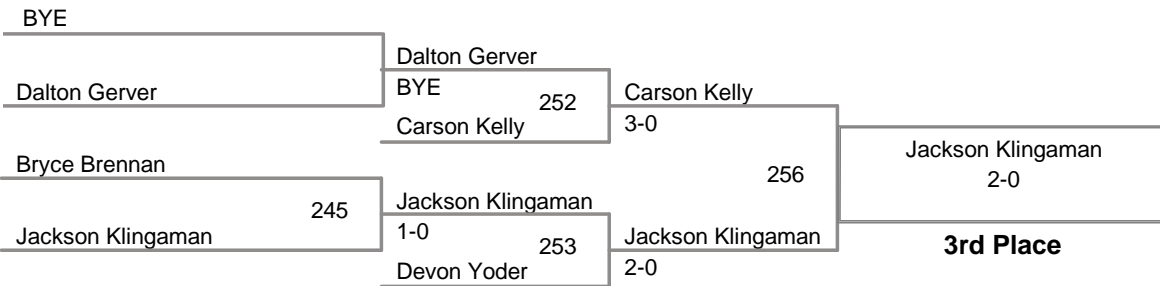 BYE
Dalton Gerver
Dalton Gerver
BYE
252
Carson Kelly
Carson Kelly
3-0
Bryce Brennan
245
Jackson Klingaman
Jackson Klingaman
1-0
253
Devon Yoder
Jackson Klingaman
2-0
256
Jackson Klingaman
2-0
3rd Place